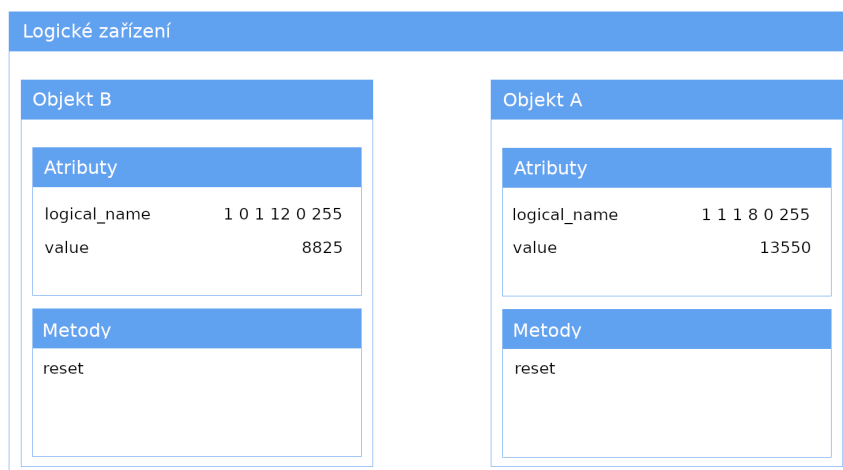 Logické zařízení
Objekt B
Atributy
logical_name 1 0 1 12 0 255
value 8825
Metody
reset
Objekt A
Atributy
logical_name 1 1 1 8 0 255
value 13550
Metody
reset